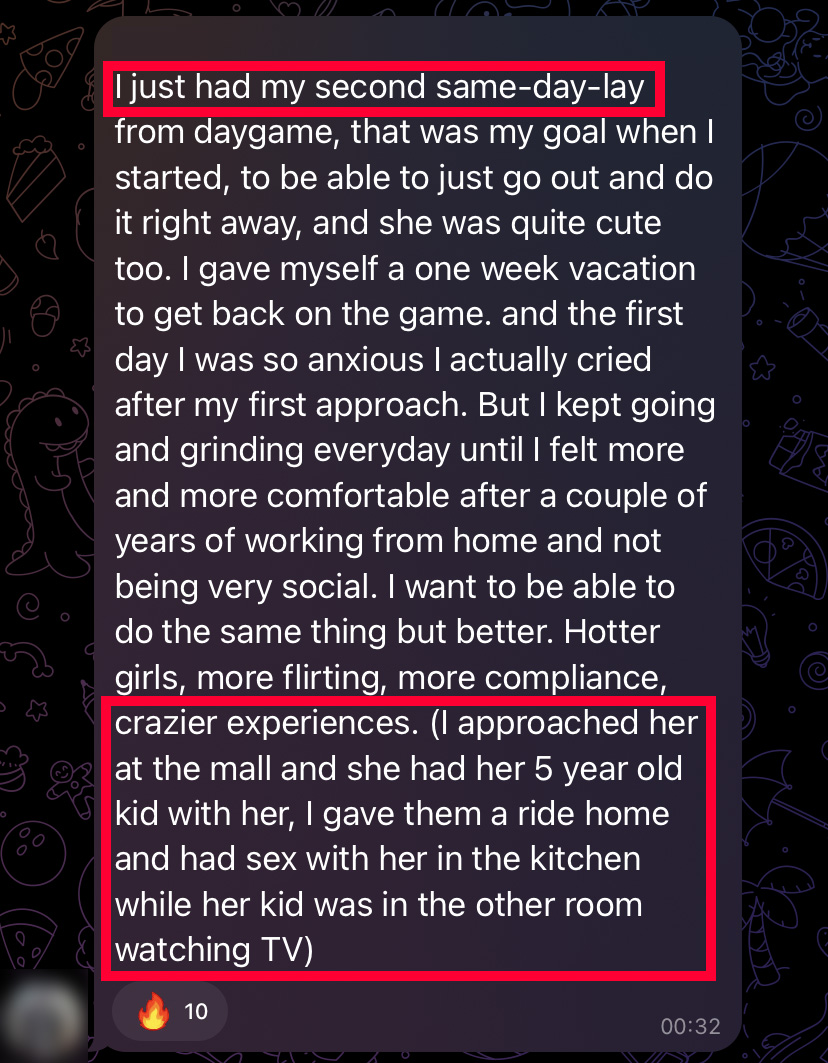 I just had my second same-day-lay
from daygame, that was my goal when I
started, to be able to just go out and do
it right away, and she was quite cute
too. I gave myself a one week vacation
to get back on the game. and the first
day I was so anxious I actually cried
after my first approach. But I kept going
and grinding everyday until I felt more
and more comfortable after a couple of
years of working from home and not
being very social. I want to be able to
do the same thing but better. Hotter
girls, more flirting, more compliance,
crazier experiences. (I approached her
at the mall and she had her 5 year old
kid with her, I gave them a ride home
and had sex with her in the kitchen
while her kid was in the other room
watching TV)
🔥 10
00:32